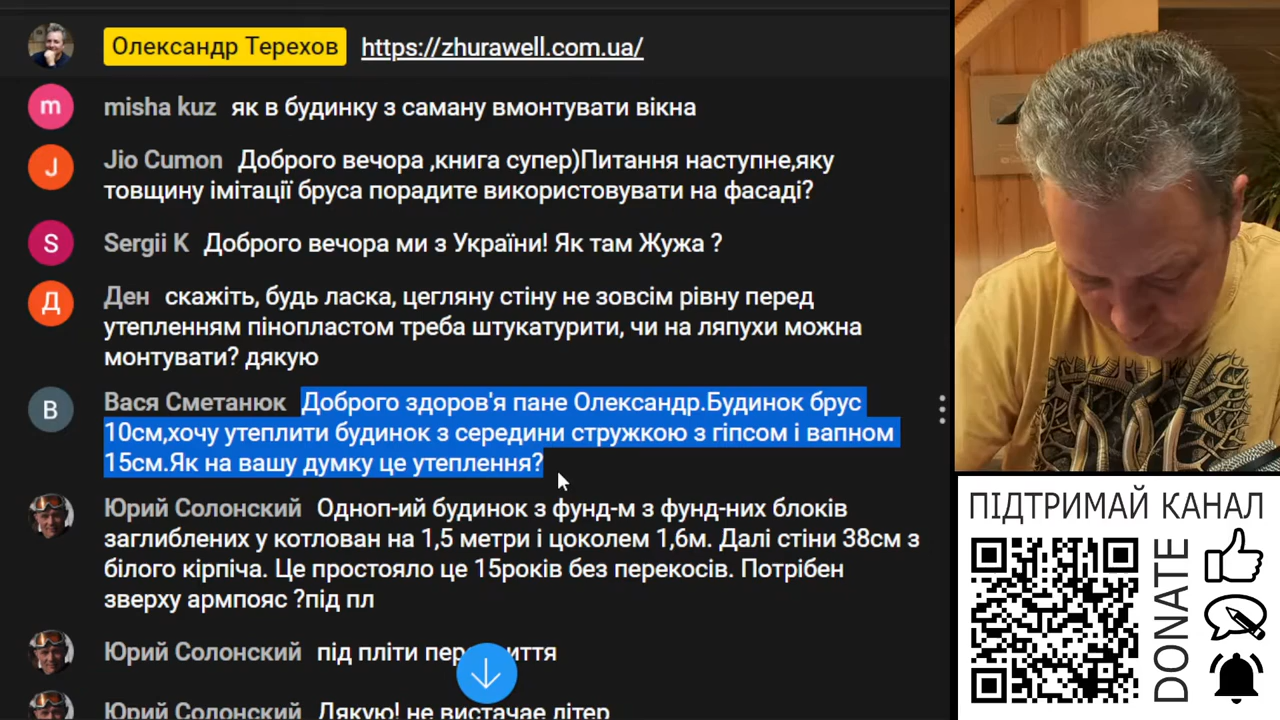 Олександр Терехов https://zhurawell.com.ua/
misha kuz як в будинку з саману вмонтувати вікна
Jio Cumon Доброго вечора ,книга супер)Питання наступне,яку
товщину імітації бруса порадите використовувати на фасаді?
Sergii K Доброго вечора ми з України! Як там Жужа ?
Ден скажіть, будь ласка, цегляну стіну не зовсім рівну перед
утепленням пінопластом треба штукатурити, чи на ляпухи можна
монтувати? дякую
Вася Сметанюк Доброго здоров'я пане Олександр.Будинок брус
10см,хочу утеплити будинок з середини стружкою з гіпсом і вапном
15см.Як на вашу думку це утеплення?
Юрий Солонский Одноп-ий будинок з фунд-м з фунд-них блоків
заглиблених у котлован на 1,5 метри і цоколем 1,6м. Далі стіни 38см з
білого кірпіча. Це простояло це 15років без перекосів. Потрібен
зверху армпояс ?під пл
Юрий Солонский під пліти
Юрий Солонский Дякую! не вистачае літер
m
J
S
Д
В
ПІДТРИМАЙ КАНАЛ
DONATE